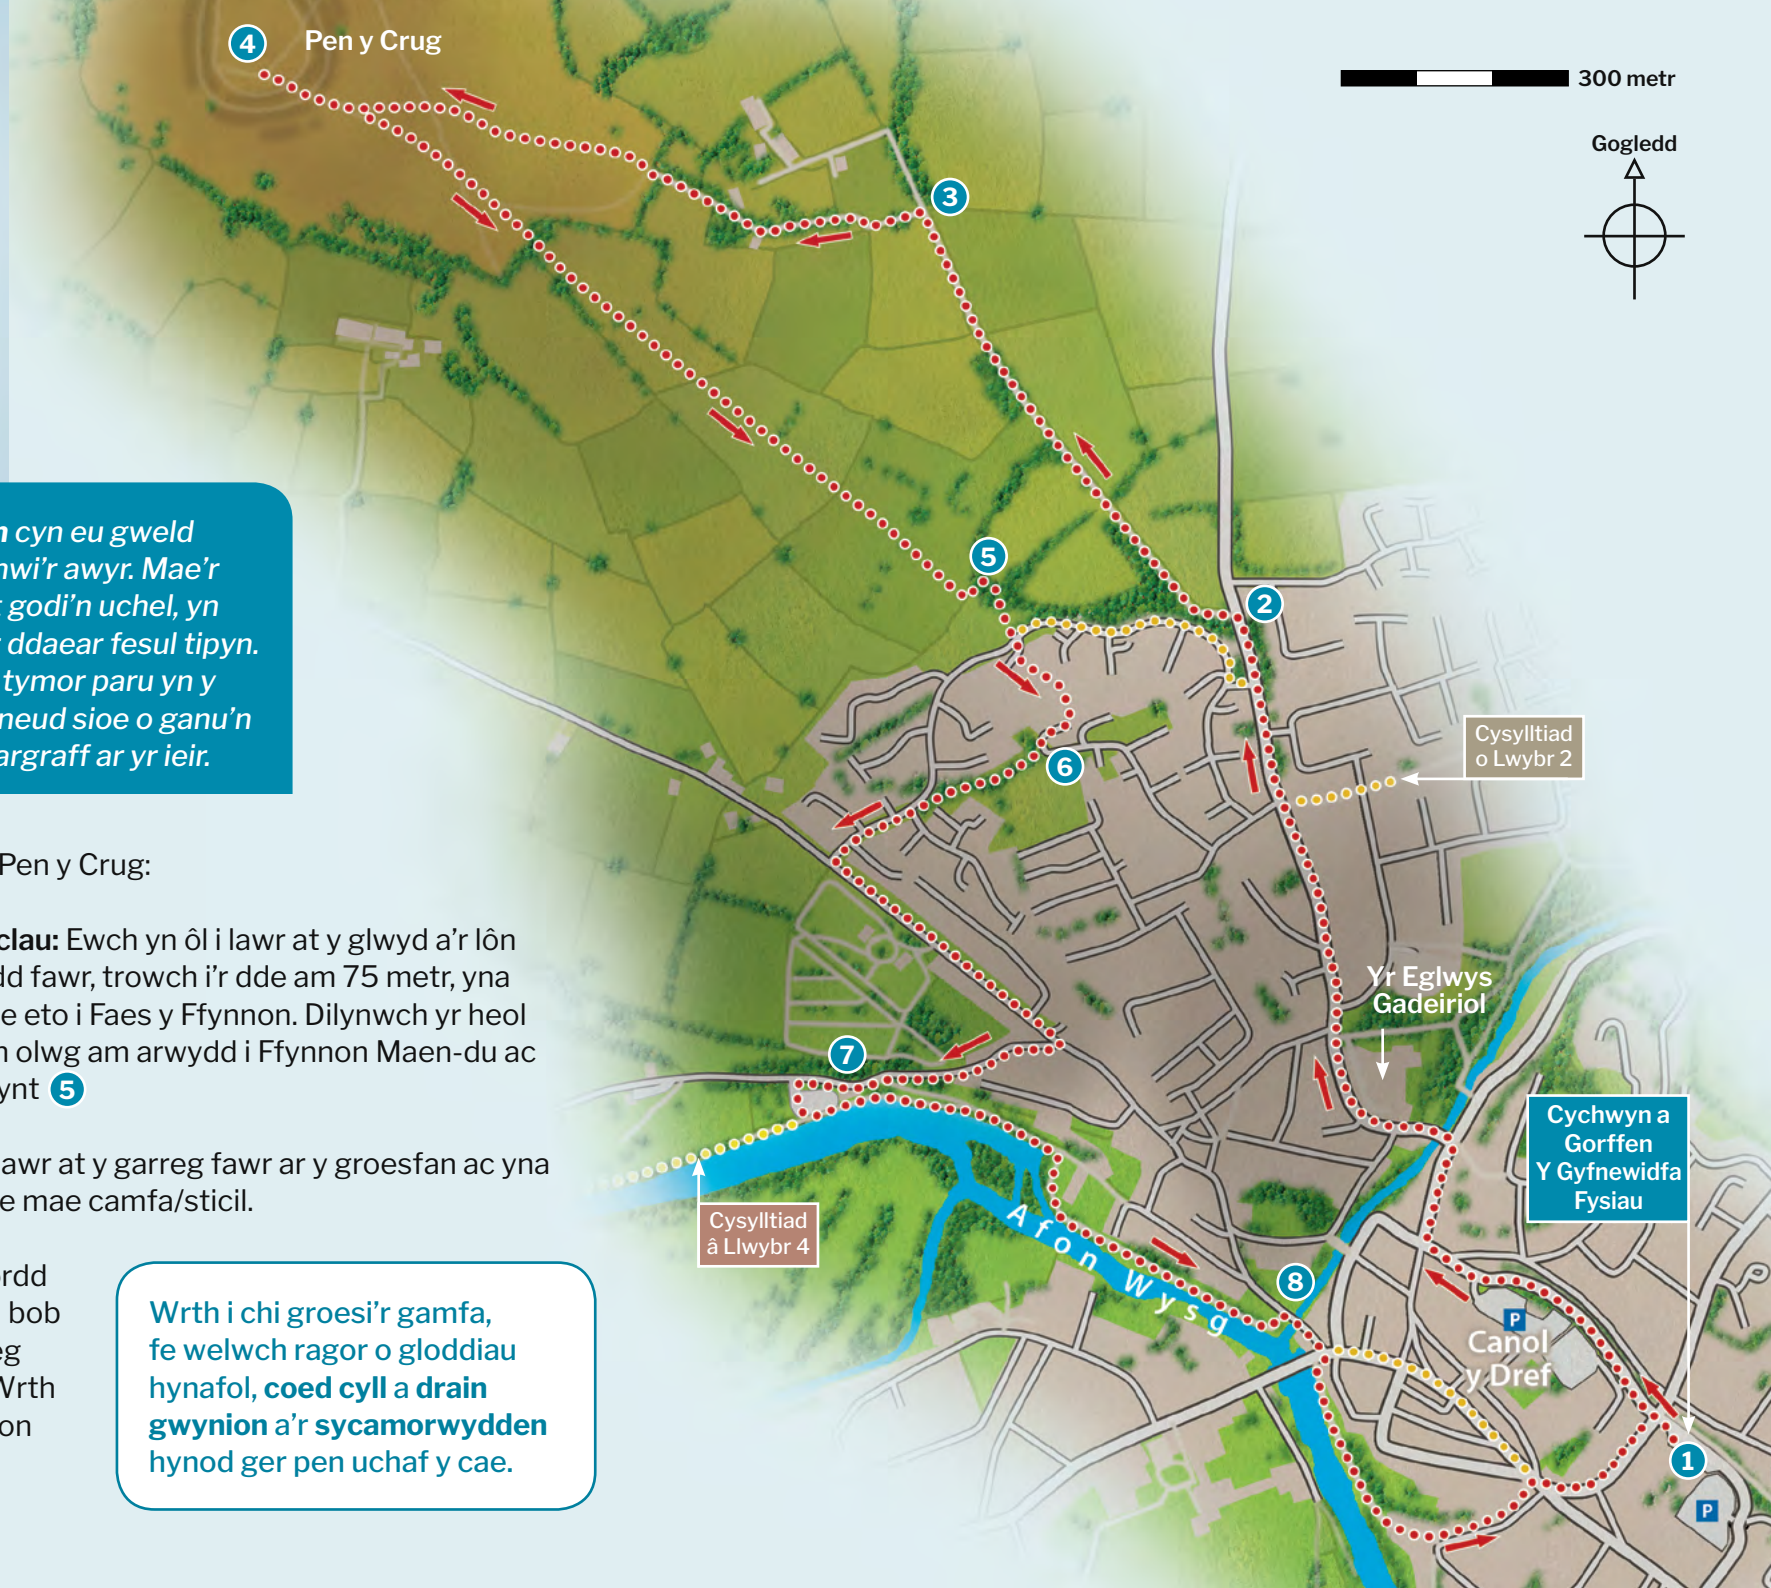 4
Pen y Crug
300 metr
Gogledd
3
5
2
n cyn eu gweld
nwi'r awyr. Mae'r
godi'n uchel, yn
ddaear fesul tipyn.
tymor paru yn y
neud sioe o ganu'n
argraff ar yr ieir.
6
Cysylltiad
o Lwybr 2
Pen y Crug:
clau: Ewch yn ôl i lawr at y glwyd a'r lôn
dd fawr, trowch i'r dde am 75 metr, yna
e eto i Faes y Ffynnon. Dilynwch yr heol
n olwg am arwydd i Ffynnon Maen-du ac
ynt 5
Yr Eglwys
Gadeiriol
7
awr at y garreg fawr ar y groesfan ac yna
e mae camfa/sticil.
Cychwyn a
Gorffen
Y Gyfnewidfa
Fysiau
Cysylltiad
â Llwybr 4
Afon Wysg
8
rdd
bob
eg
Wrth
on
Wrth i chi groesi'r gamfa,
fe welwch ragor o gloddiau
hynafol, coed cyll a drain
gwynion a'r sycamorwydden
hynod ger pen uchaf y cae.
P
Canol
y Dref
1
P